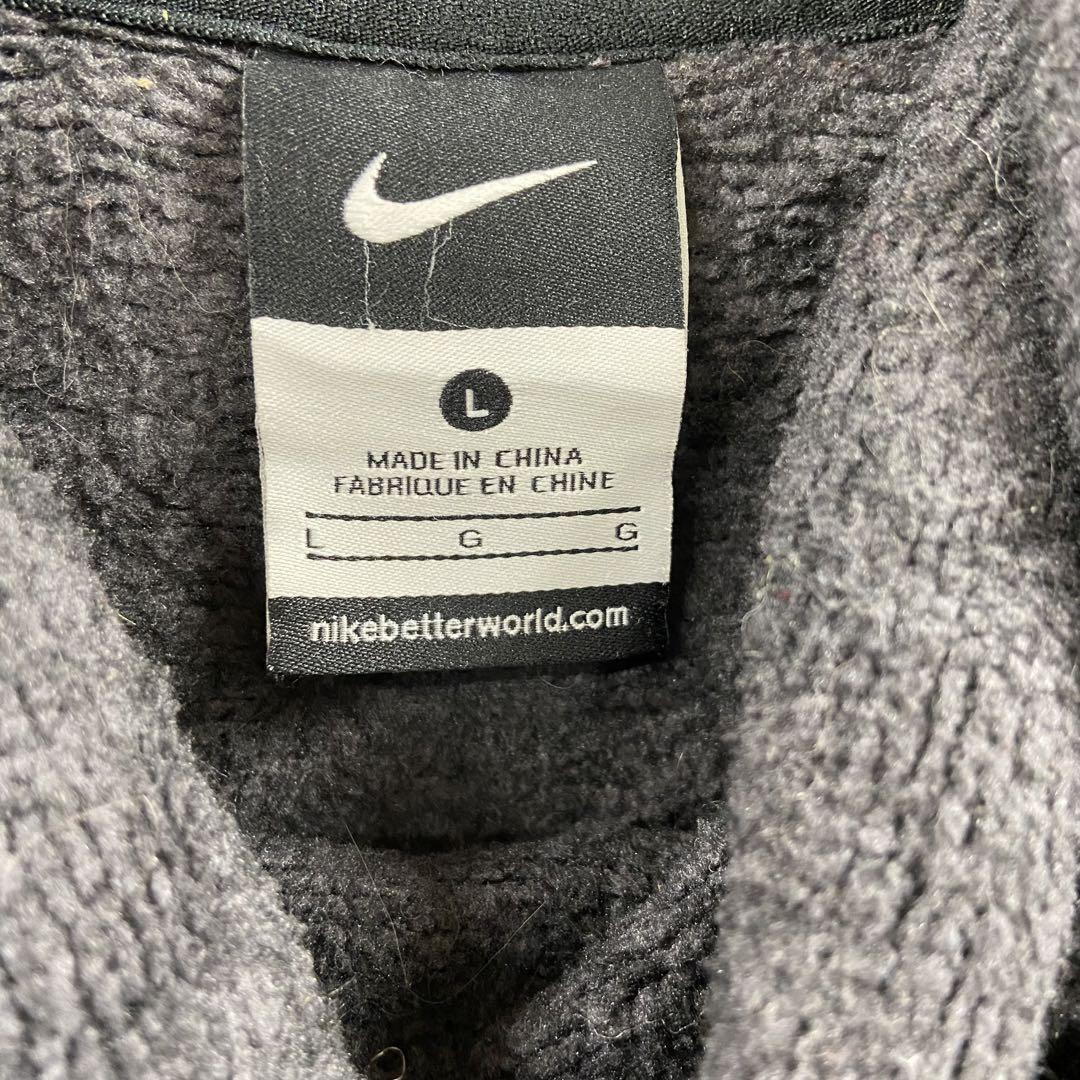 L
MADE IN CHINA
FABRIQUE EN CHINE
L G G
nikebetterworld.com